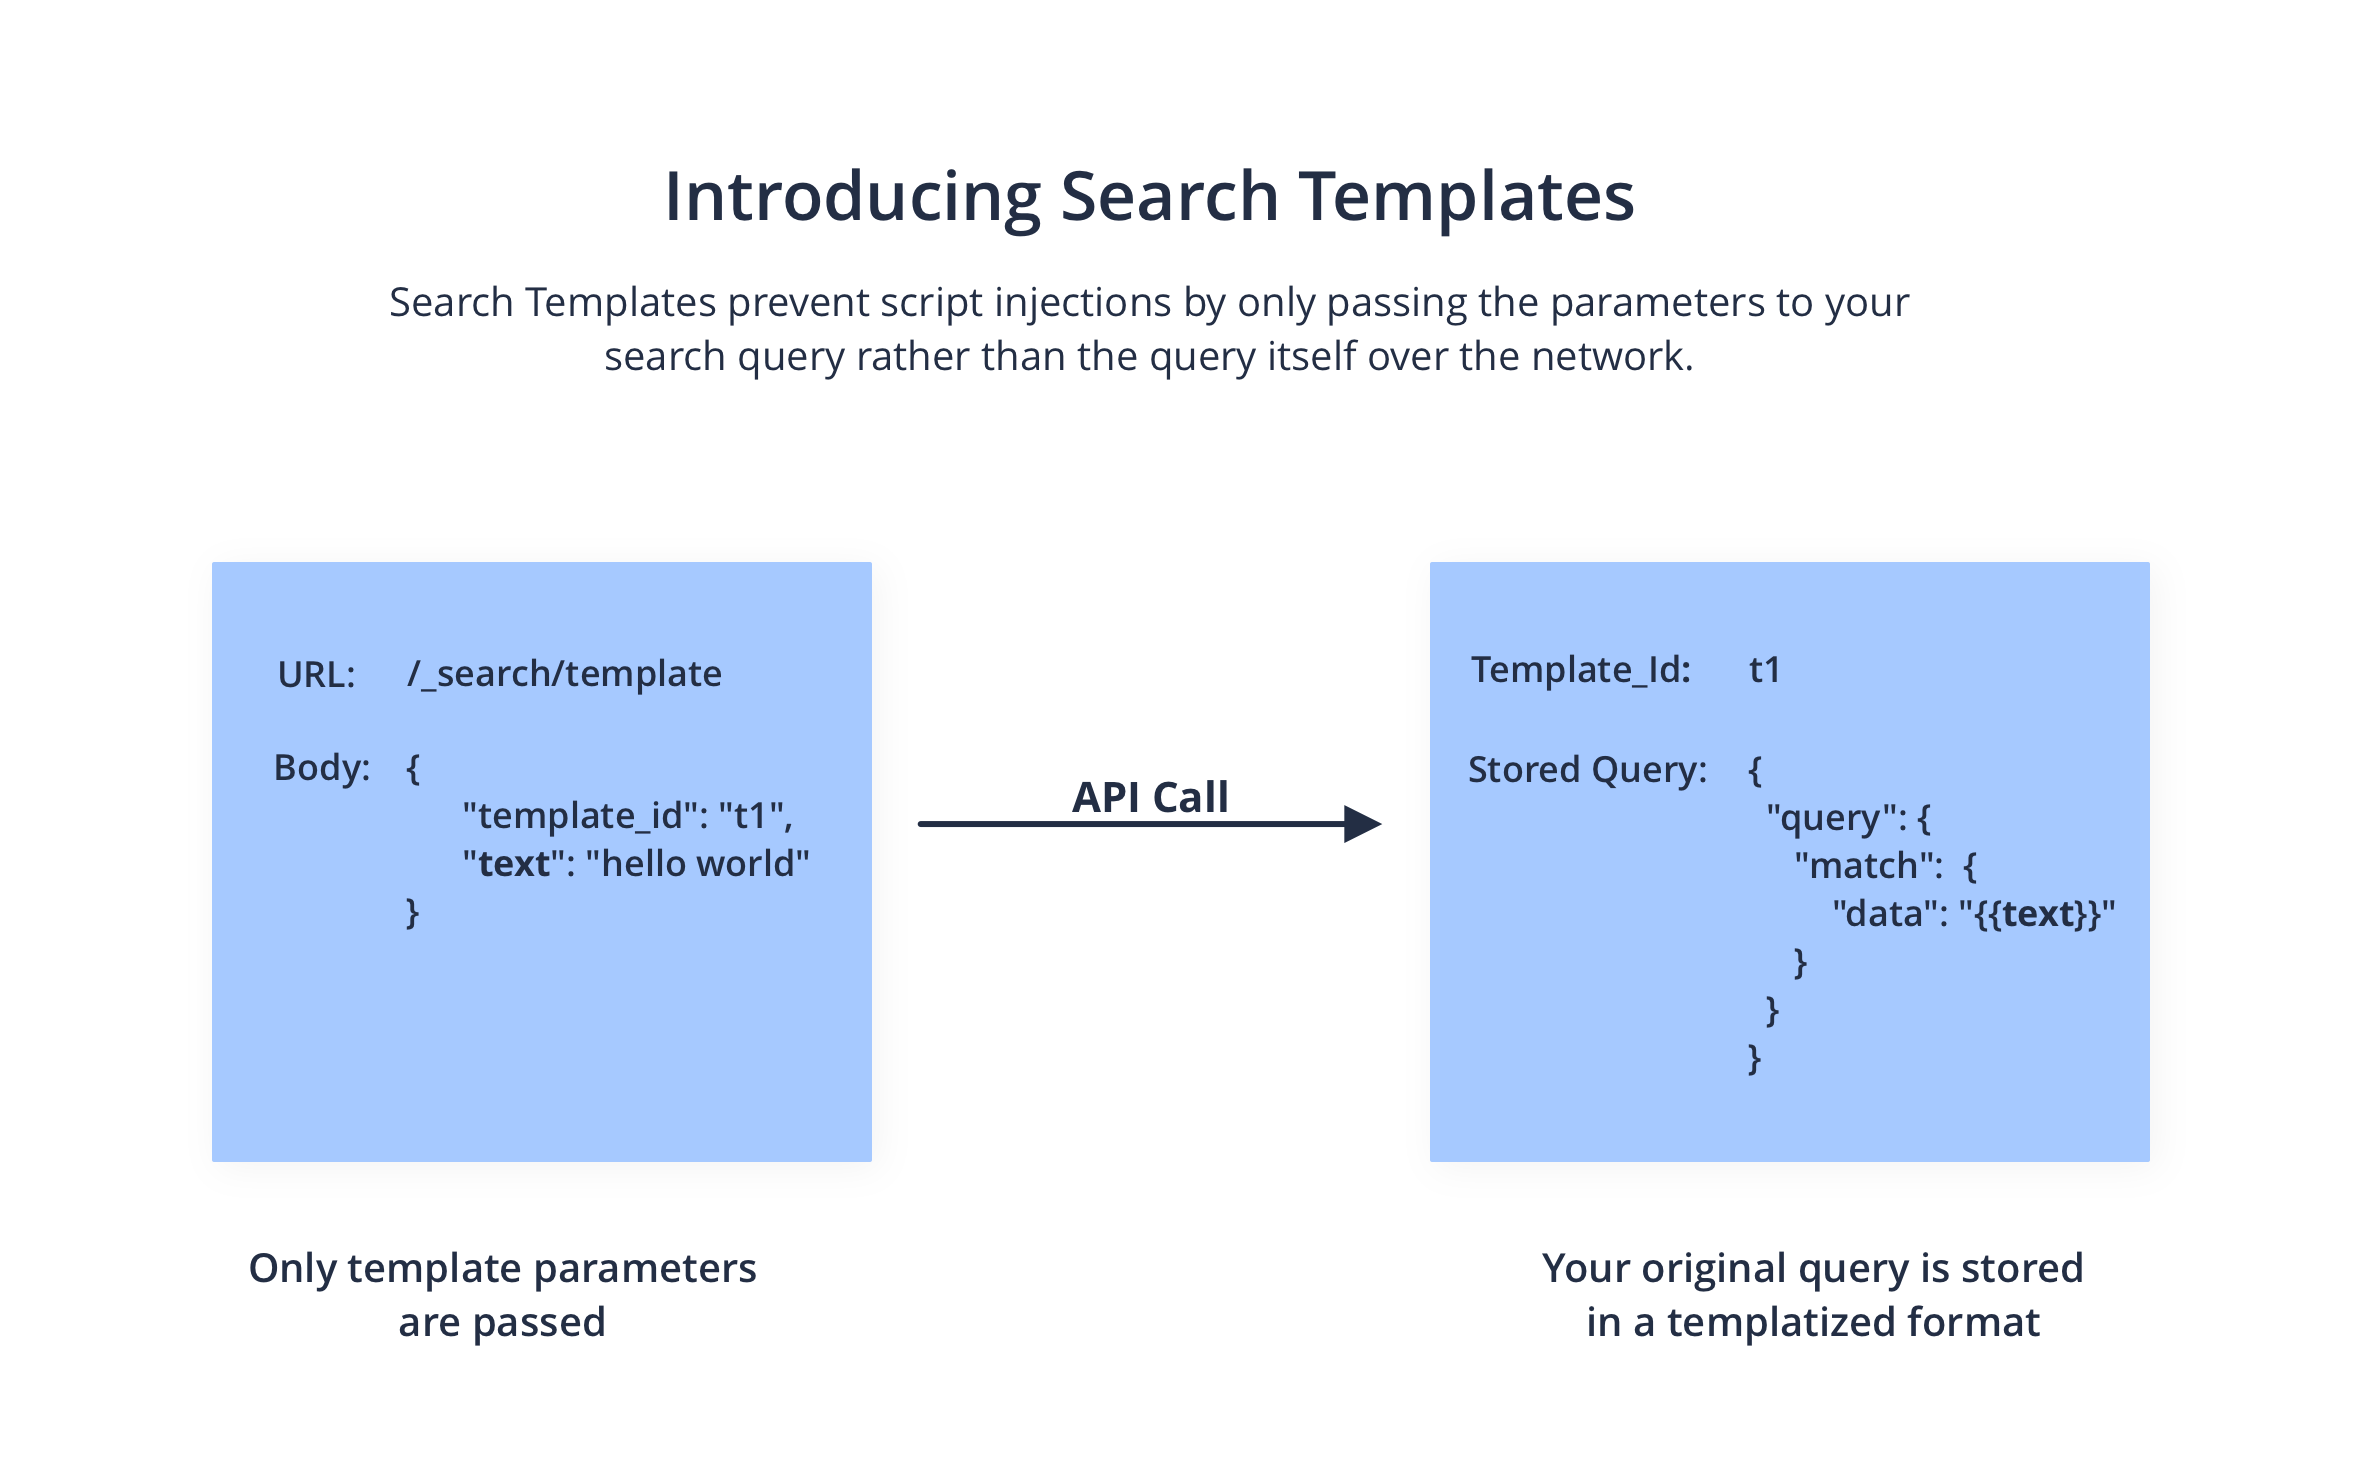 Introducing Search Templates
Search Templates prevent script injections by only passing the parameters to your
search query rather than the query itself over the network.
URL: /_search/template
Body: {
"template_id": "t1",
"text": "hello world"
}
API Call
Template_Id: t1
Stored Query: {
"query": {
"match": {
"data": "{{text}}"
}
}
}
Only template parameters
are passed
Your original query is stored
in a templatized format